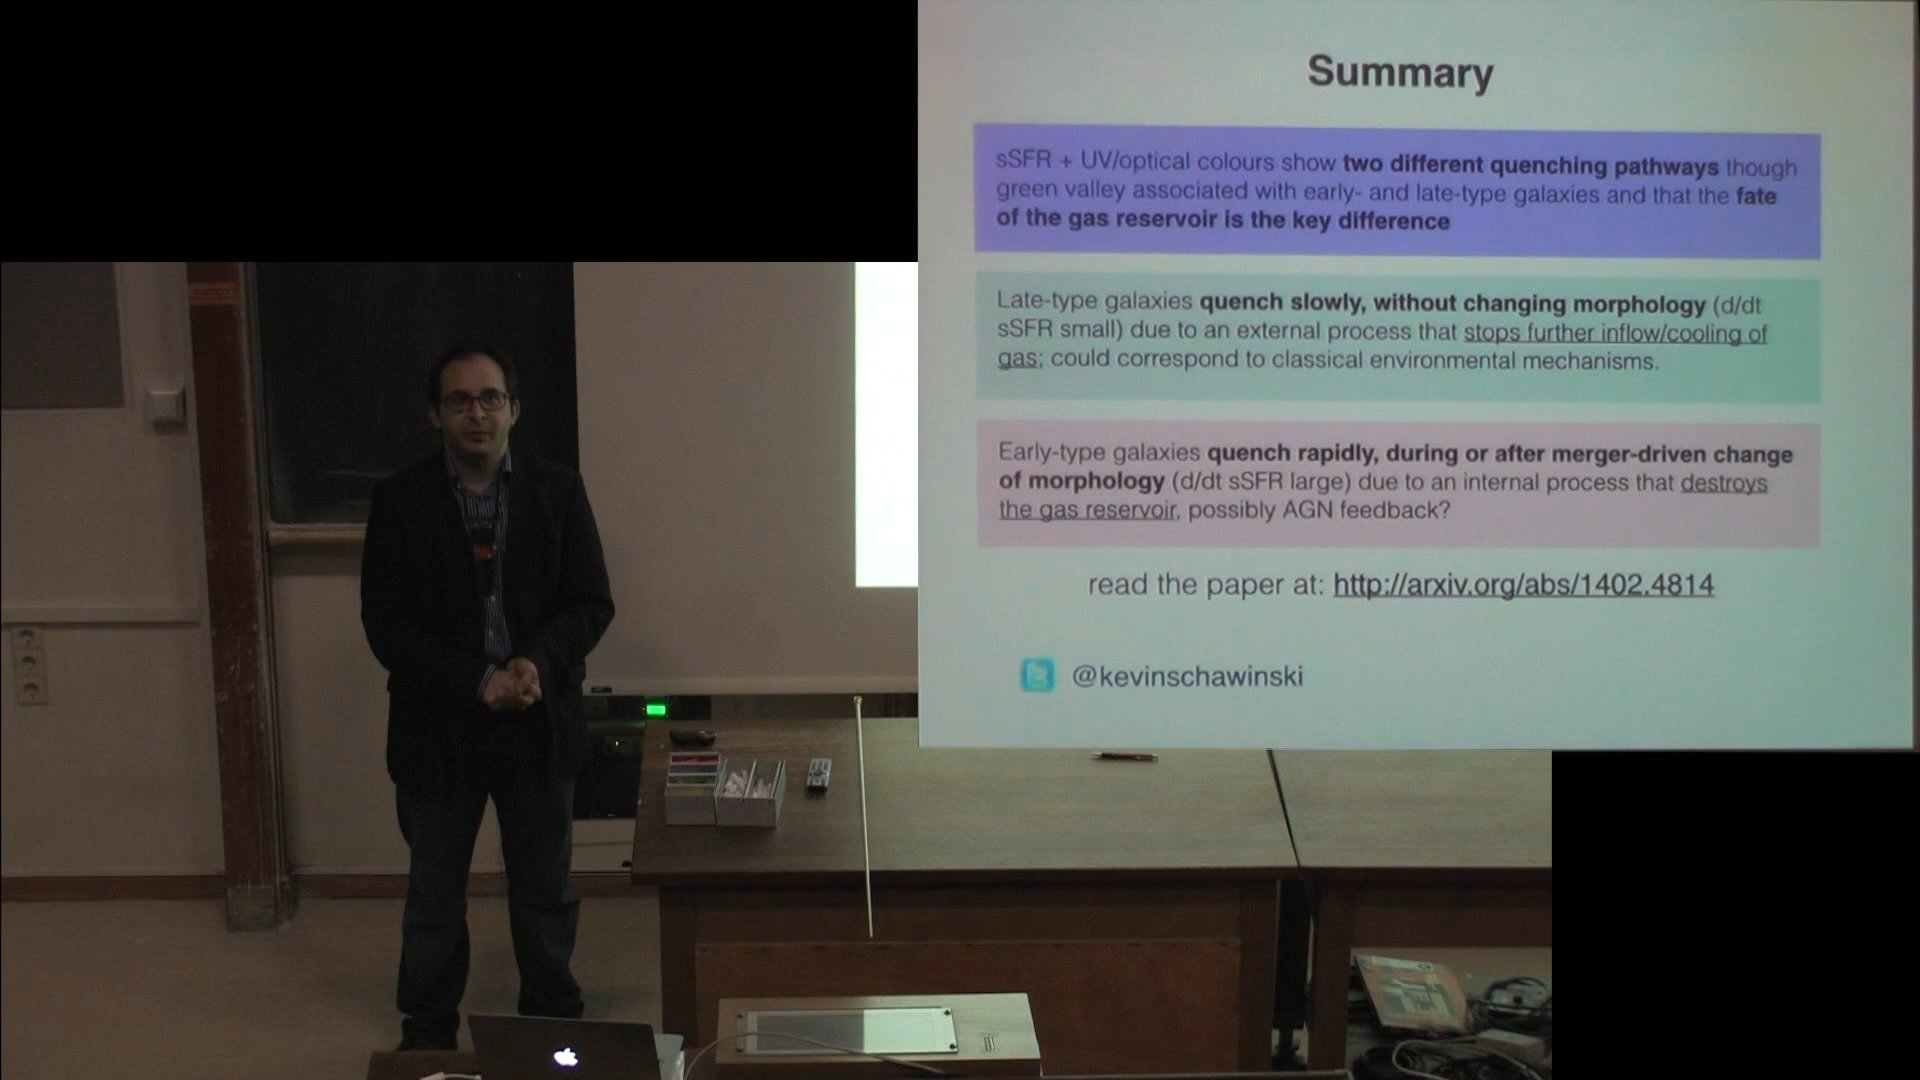 Summary
sSFR + UV/optical colours show two different quenching pathways though
green valley associated with early- and late-type galaxies and that the fate
of the gas reservoir is the key difference
Late-type galaxies quench slowly, without changing morphology (d/dt
sSFR small) due to an external process that stops further inflow/cooling of
gas; could correspond to classical environmental mechanisms.
Early-type galaxies quench rapidly, during or after merger-driven change
of morphology (d/dt sSFR large) due to an internal process that destroys
the gas reservoir, possibly AGN feedback?
read the paper at: http://arxiv.org/abs/1402.4814
@kevinschawinski